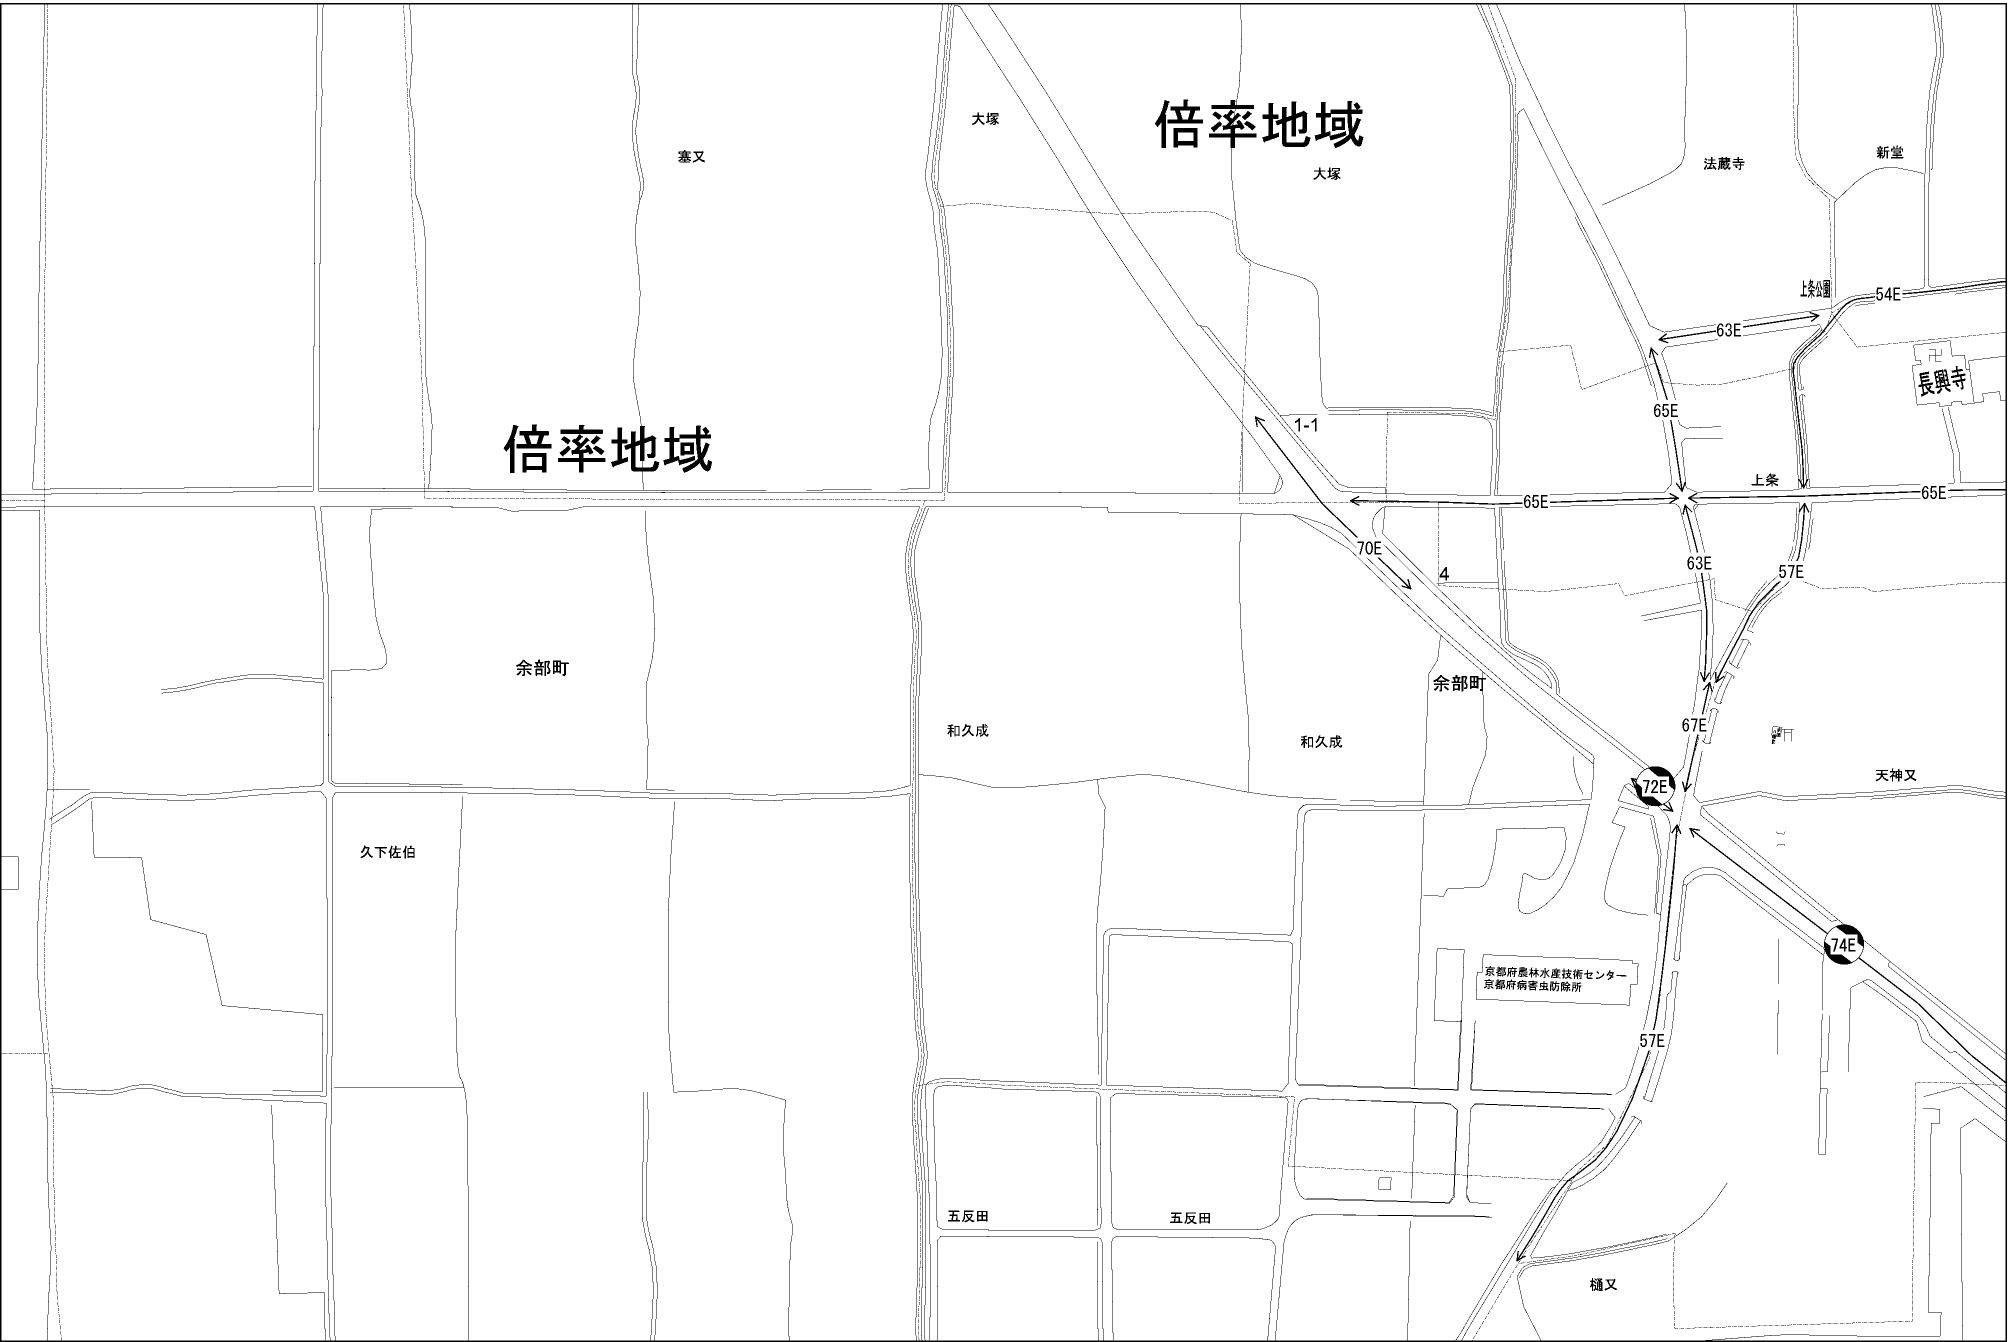 大塚
倍率地域
塞又
大塚
法蔵寺
新堂
上条公園
54E
63E
長興寺
65E
1-1
倍率地域
上条
65E
65E
70E
63E
57E
4
余部町
余部町
67E
和久成
和久成
天神又
72E
久下佐伯
74E
京都府農林水産技術センター
京都府病害虫防除所
57E
五反田
五反田
樋又